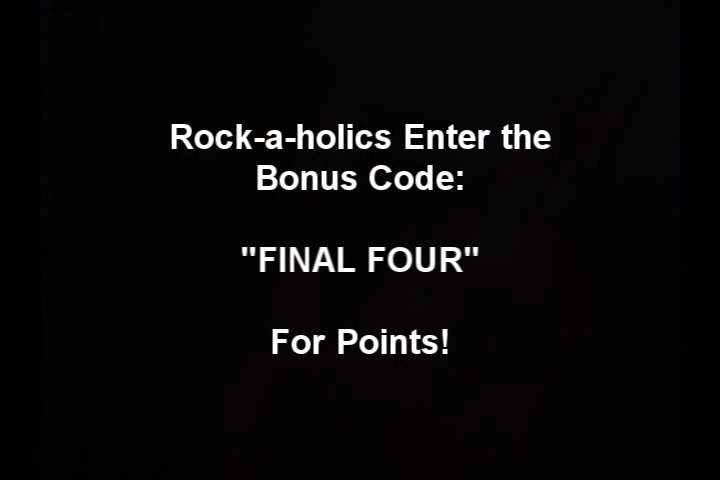 Rock-a-holics Enter the
Bonus Code:
"FINAL FOUR"
For Points!